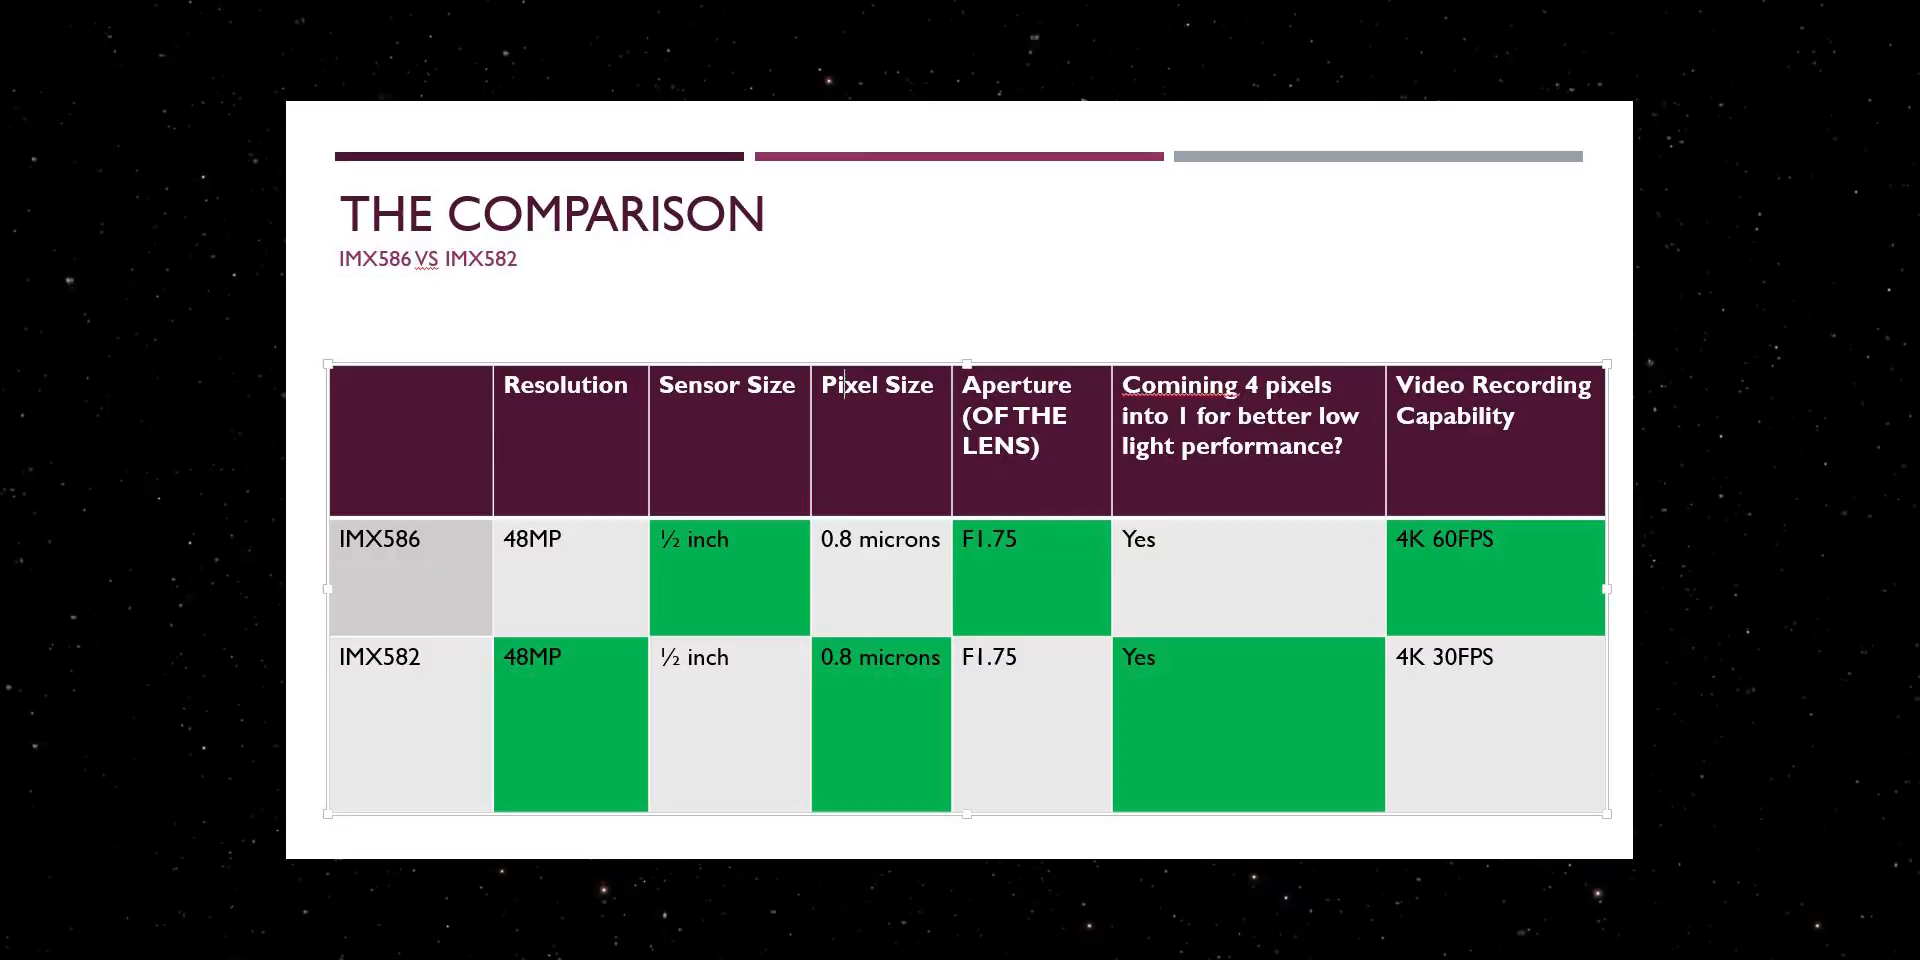 THE COMPARISON
IMX586 VS IMX582
Resolution
Sensor Size
Pixel Size
Aperture
(OF THE
LENS)
Comining 4 pixels
into 1 for better low
light performance?
Video Recording
Capability
IMX586
48MP
½ inch
0.8 microns
F1.75
Yes
4K 60FPS
IMX582
48MP
½ inch
0.8 microns
F1.75
Yes
4K 30FPS